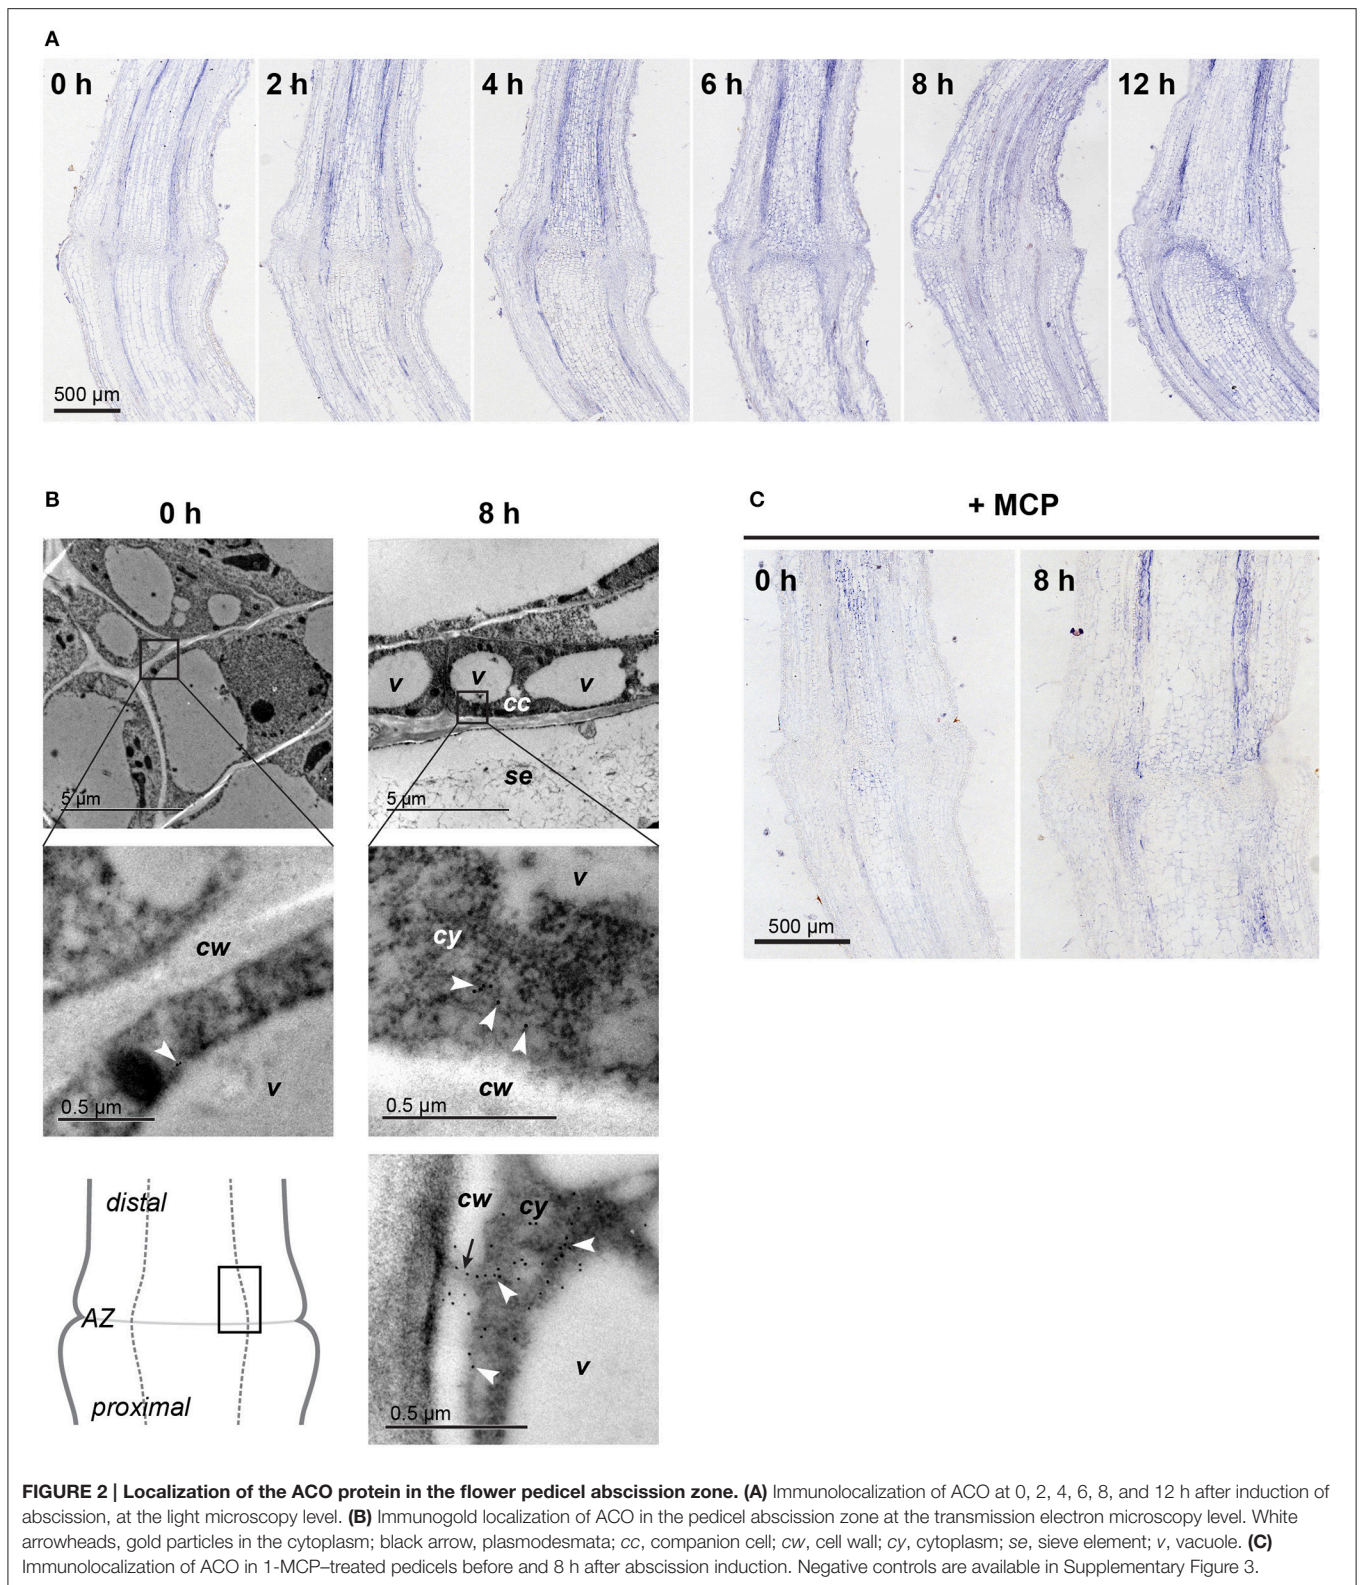 A
0 h
2 h
4 h
6 h
8 h
12 h
500 µm
B
0 h
8 h
v
v
v
cc
se
5 µm
5 µm
cw
v
0.5 µm
v
cy
cw
0.5 µm
distal
AZ
proximal
cw
cy
v
0.5 µm
C
+ MCP
0 h
8 h
500 µm
FIGURE 2 | Localization of the ACO protein in the flower pedicel abscission zone. (A) Immunolocalization of ACO at 0, 2, 4, 6, 8, and 12 h after induction of
abscission, at the light microscopy level. (B) Immunogold localization of ACO in the pedicel abscission zone at the transmission electron microscopy level. White
arrowheads, gold particles in the cytoplasm; black arrow, plasmodesmata; cc, companion cell; cw, cell wall; cy, cytoplasm; se, sieve element; v, vacuole. (C)
Immunolocalization of ACO in 1-MCP–treated pedicels before and 8 h after abscission induction. Negative controls are available in Supplementary Figure 3.